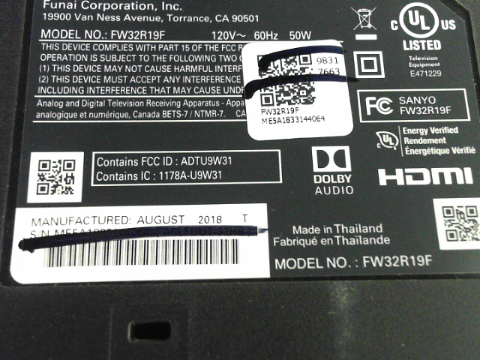 Funai Corporation, Inc.
19900 Van Ness Avenue, Torrance, CA 90501
MODEL NO.: FW32R19F 120V~ 60Hz 50W
THIS DEVICE COMPLIES WITH PART 15 OF THE FCC
OPERATION IS SUBJECT TO THE FOLLOWING TWO
(1) THIS DEVICE MAY NOT CAUSE HARMFUL
(2) THIS DEVICE MUST ACCEPT ANY INTERFERENCE
INCLUDING INTERFERENCE THAT MAY CAUSE
Analog and Digital Television Receiving Apparatus -
analogique et numérique, Canada BETS-7 / NTMR-7.
9831
7663
FW32R19F
ME5A1833144064
UL
C US
LISTED
Television
Equipment
E471229
FC SANYO
FW32R19F
UL Energy Verified
Rendement
Énergétique Vérifié
Contains FCC ID : ADTU9W31
Contains IC : 1178A-U9W31
DOLBY
AUDIO
HDMI
MANUFACTURED: AUGUST 2018 T
S/N
Made in Thailand
Fabriqué en Thaïlande
MODEL NO. : FW32R19F